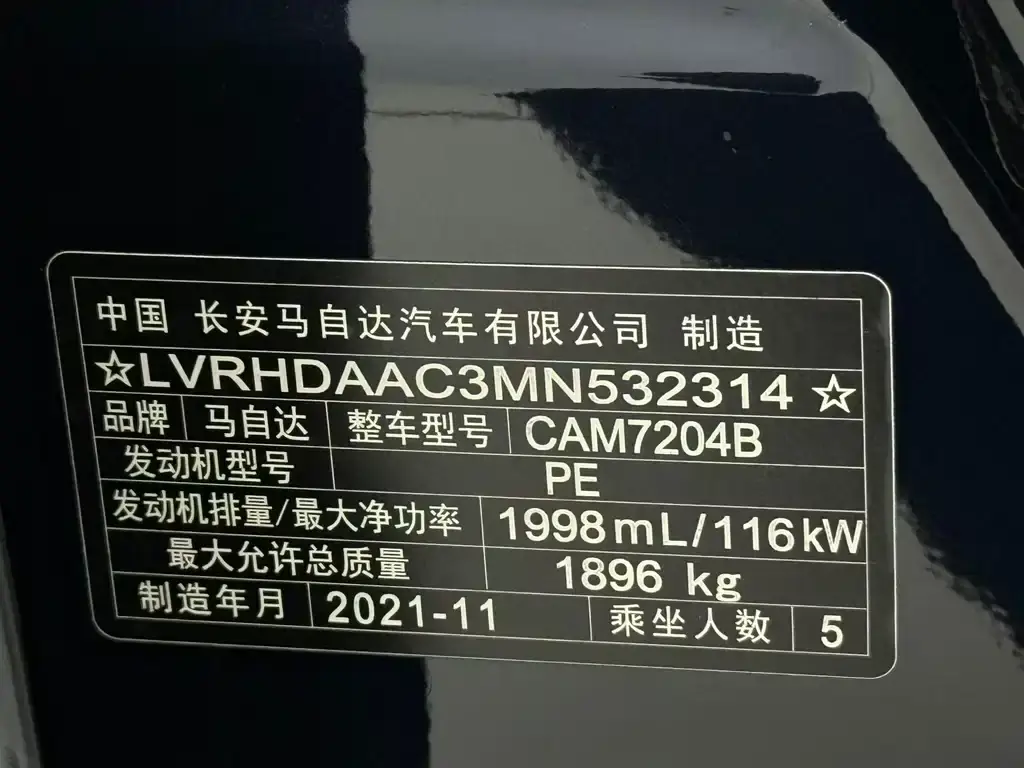 中国 长安马自达汽车有限公司 制造
☆LVRHDAAC3MN532314☆
品牌 马自达 整车型号 CAM7204B
发动机型号 PE
发动机排量/最大净功率 1998mL/116kW
最大允许总质量 1896 kg
制造年月 2021-11 乘坐人数 5